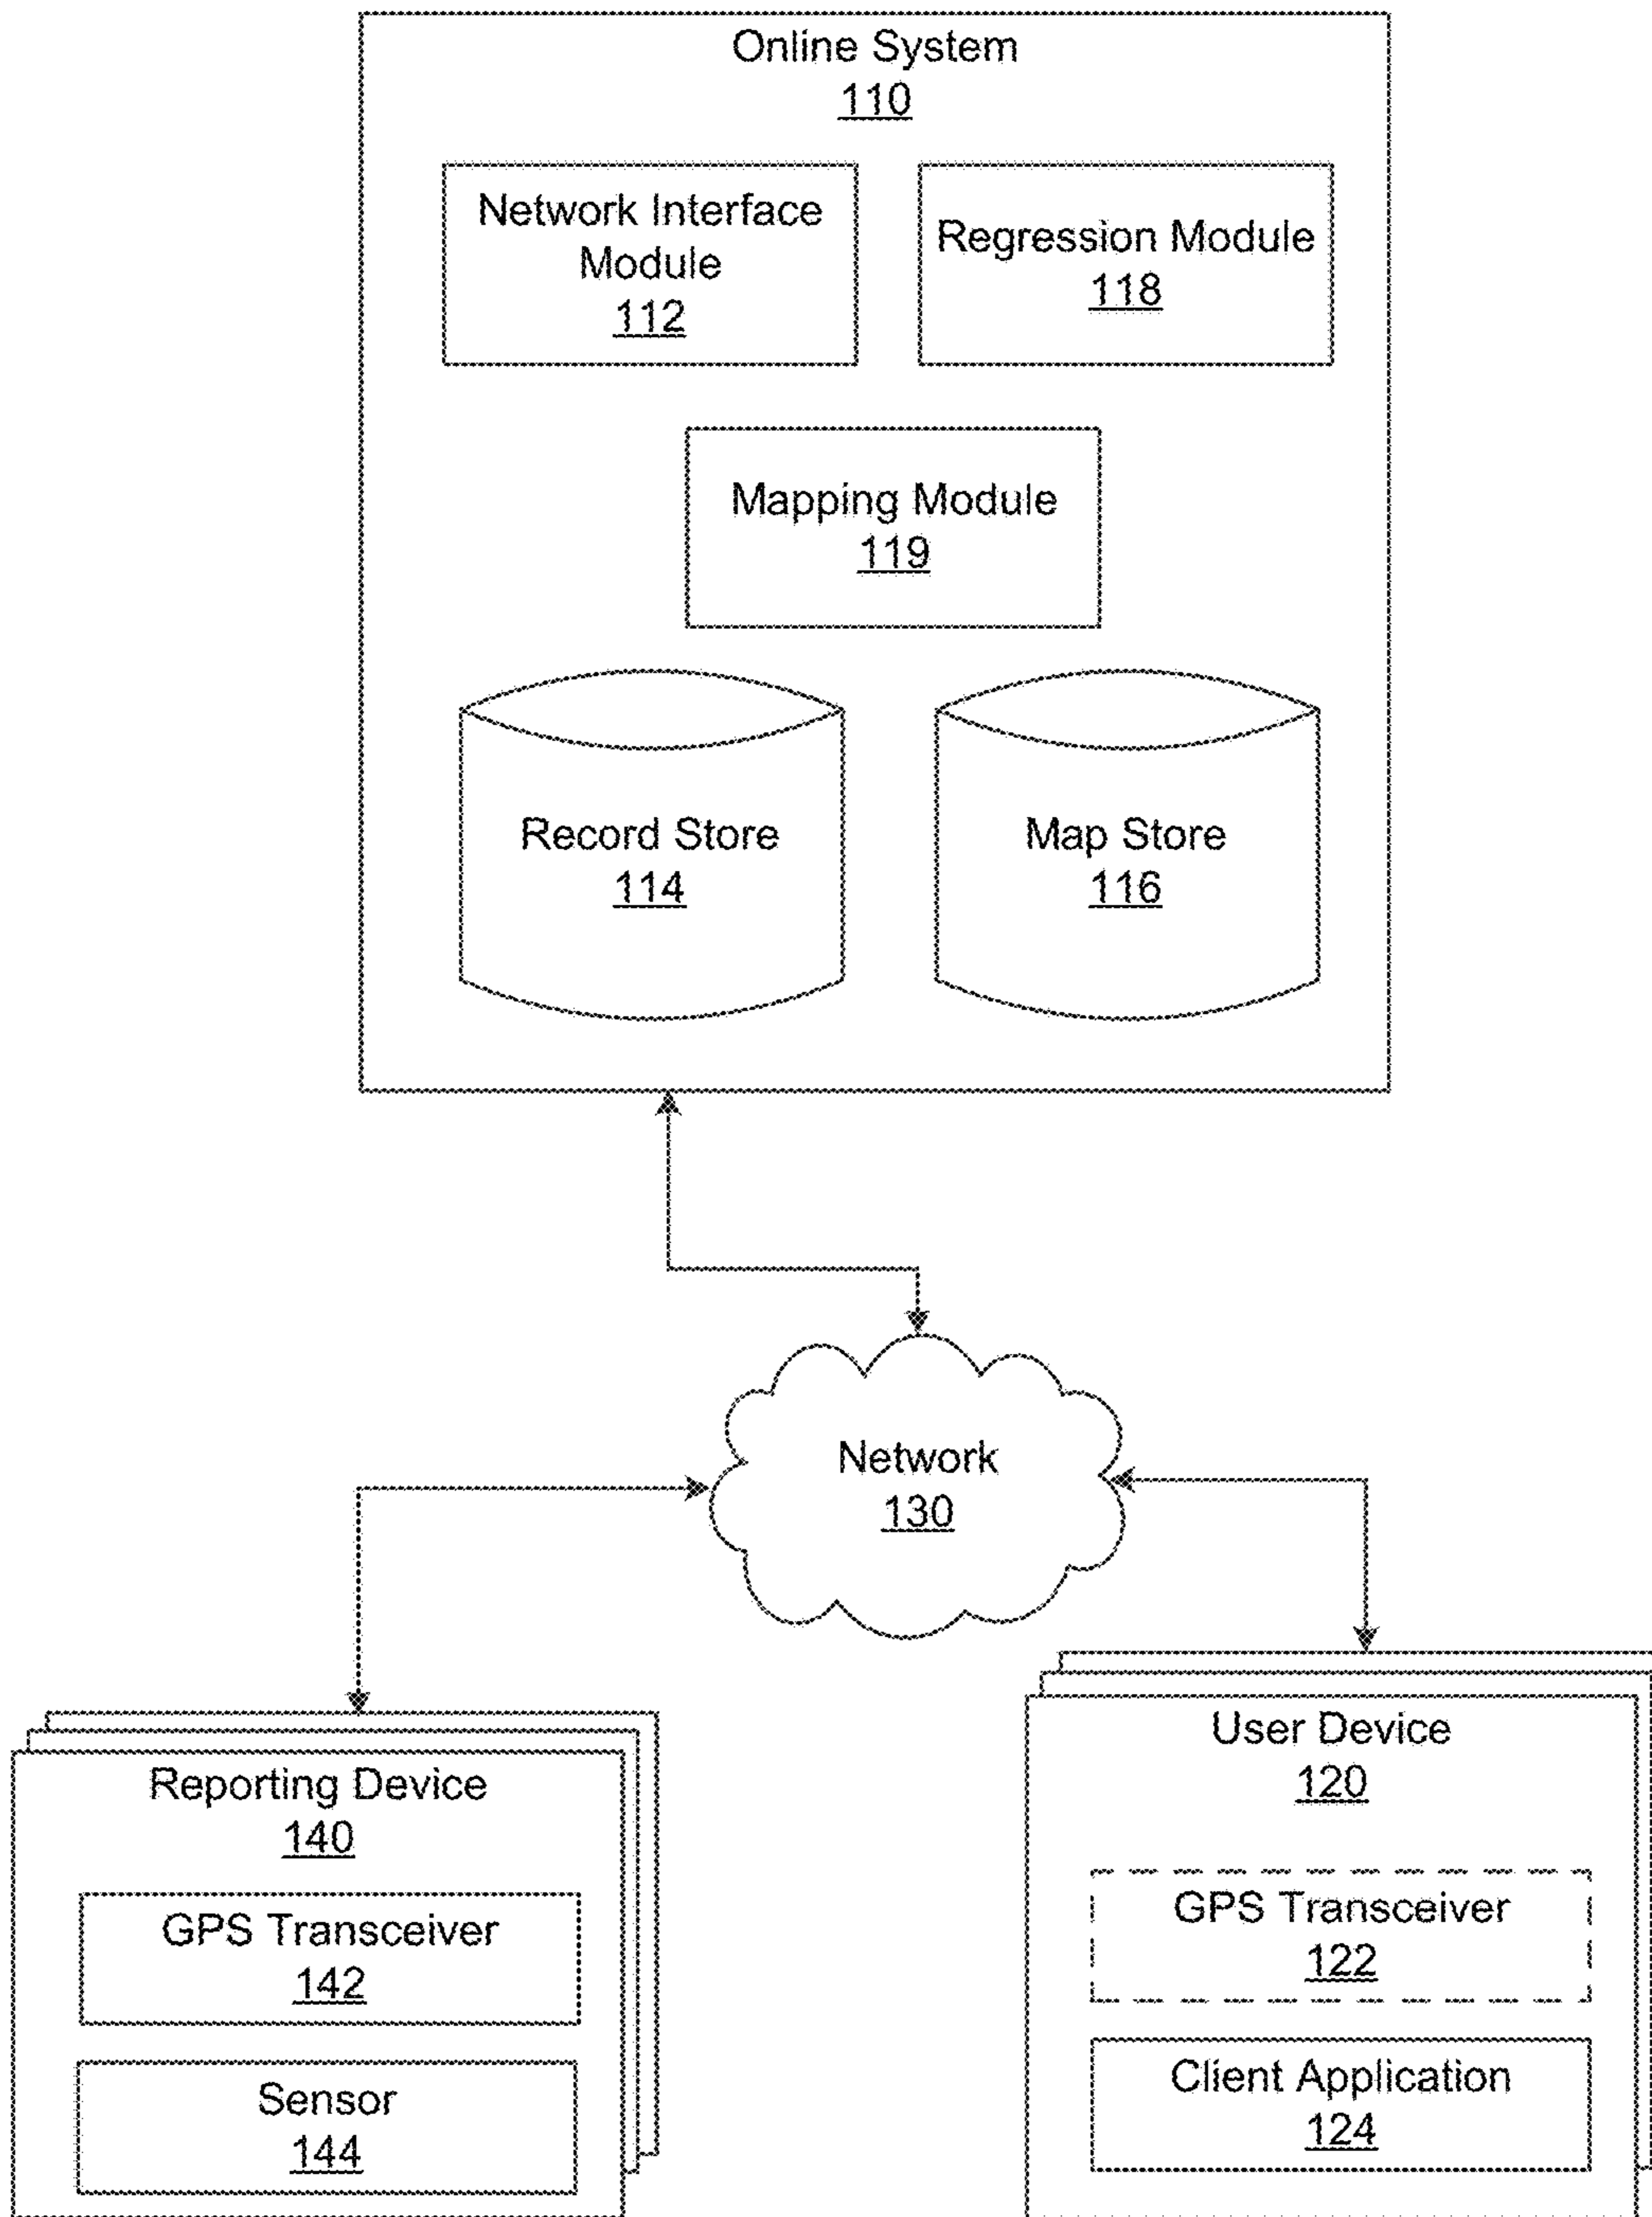 Online System
110
Network Interface
Module
112
Regression Module
118
Mapping Module
119
Record Store
114
Map Store
116
Network
130
Reporting Device
140
GPS Transceiver
142
Sensor
144
User Device
120
GPS Transceiver
122
Client Application
124